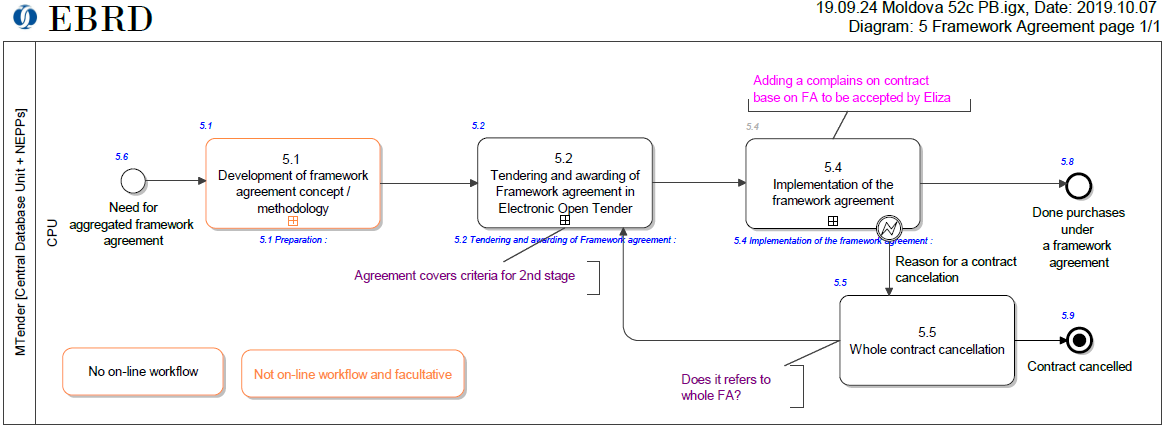 EBRD
19.09.24 Moldova 52c PB.igx, Date: 2019.10.07
Diagram: 5 Framework Agreement page 1/1
MTender [Central Database Unit + NEPPs]
CPU
Adding a complains on contract
base on FA to be accepted by Eliza
5.6
Need for
aggregated framework
agreement
5.1
5.1
Development of framework
agreement concept /
methodology
5.1 Preparation :
5.2
5.2
Tendering and awarding of
Framework agreement in
Electronic Open Tender
5.2 Tendering and awarding of Framework agreement :
Agreement covers criteria for 2nd stage
5.4
5.4
Implementation of the
framework agreement
5.4 Implementation of the framework agreement :
5.8
Done purchases
under
a framework
agreement
Reason for a contract
cancelation
5.5
5.5
Whole contract cancellation
5.9
Contract cancelled
Does it refers to
whole FA?
No on-line workflow
Not on-line workflow and facultative